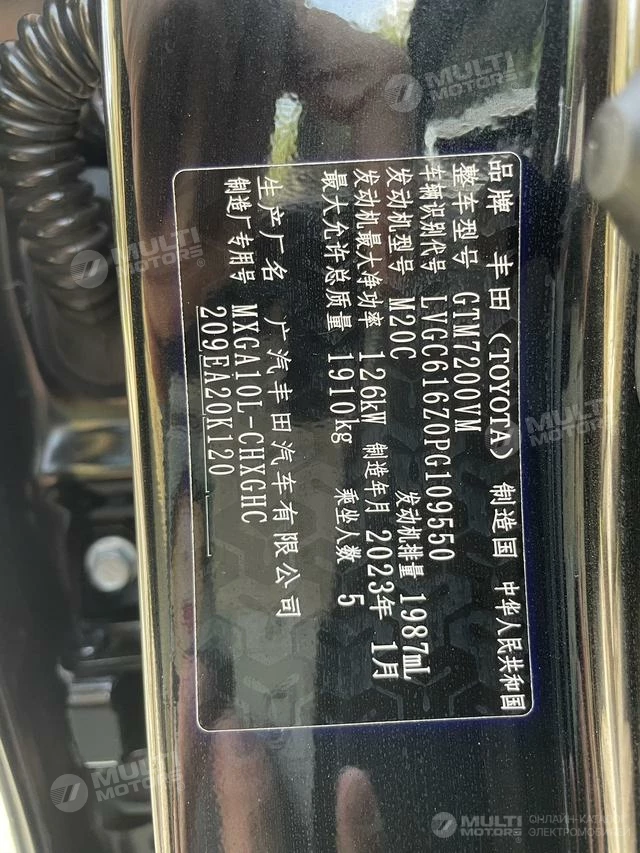 品牌 丰田(TOYOTA) 制造国 中华人民共和国
整车型号 GTM7200VM
车辆识别代号 LVGC616Z0PG109550
发动机型号 M20C 发动机排量 1987mL
发动机最大净功率 126kW 制造年月 2023年 1月
最大允许总质量 1910kg 乘坐人数 5
生产厂名 广汽丰田汽车有限公司
制造厂专用号 MXGA10L-CHXGHC
209EA20K120
MULTI MOTORS®
MULTI MOTORS®
MULTI MOTORS®
MULTI MOTORS®
MULTI MOTORS®
MULTI MOTORS®
ОНЛАЙН-КАТАЛОГ
ЭЛЕКТРОМОБИЛЕЙ